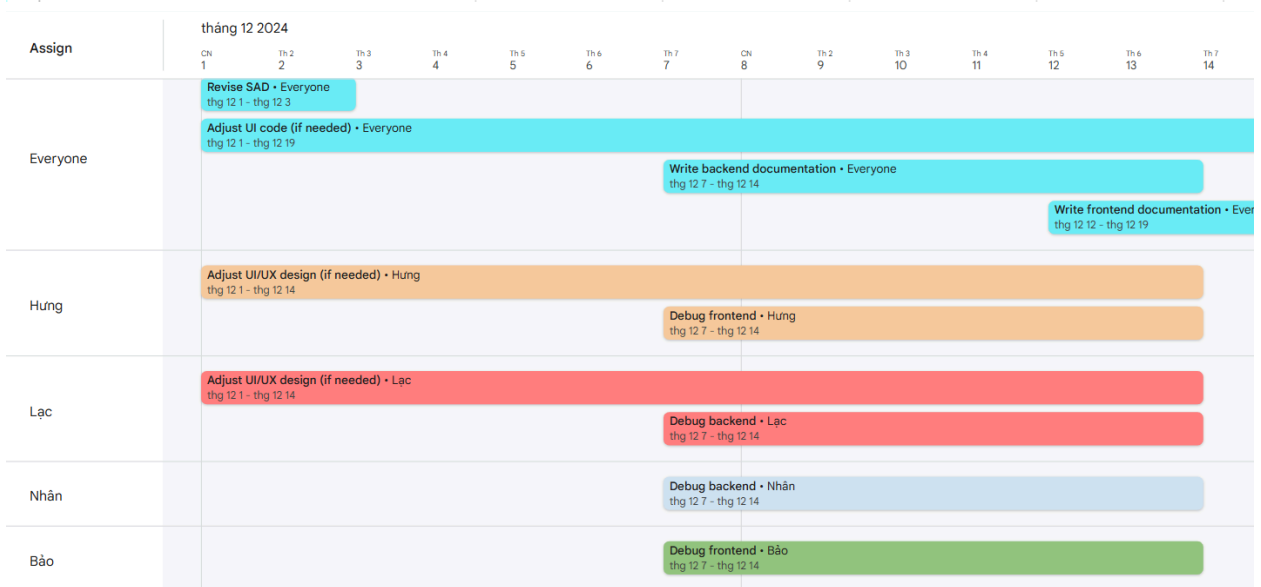 Assign
tháng 12 2024
CN Th 2 Th 3 Th 4 Th 5 Th 6 Th 7 CN Th 2 Th 3 Th 4 Th 5 Th 6 Th 7
1 2 3 4 5 6 7 8 9 10 11 12 13 14
Everyone
Revise SAD • Everyone
thg 12 1 - thg 12 3
Adjust UI code (if needed) • Everyone
thg 12 1 - thg 12 19
Write backend documentation • Everyone
thg 12 7 - thg 12 14
Write frontend documentation • Ever
thg 12 12 - thg 12 19
Hưng
Adjust UI/UX design (if needed) • Hưng
thg 12 1 - thg 12 14
Debug frontend • Hưng
thg 12 7 - thg 12 14
Lạc
Adjust UI/UX design (if needed) • Lạc
thg 12 1 - thg 12 14
Debug backend • Lạc
thg 12 7 - thg 12 14
Nhân
Debug backend • Nhân
thg 12 7 - thg 12 14
Bảo
Debug frontend • Bảo
thg 12 7 - thg 12 14